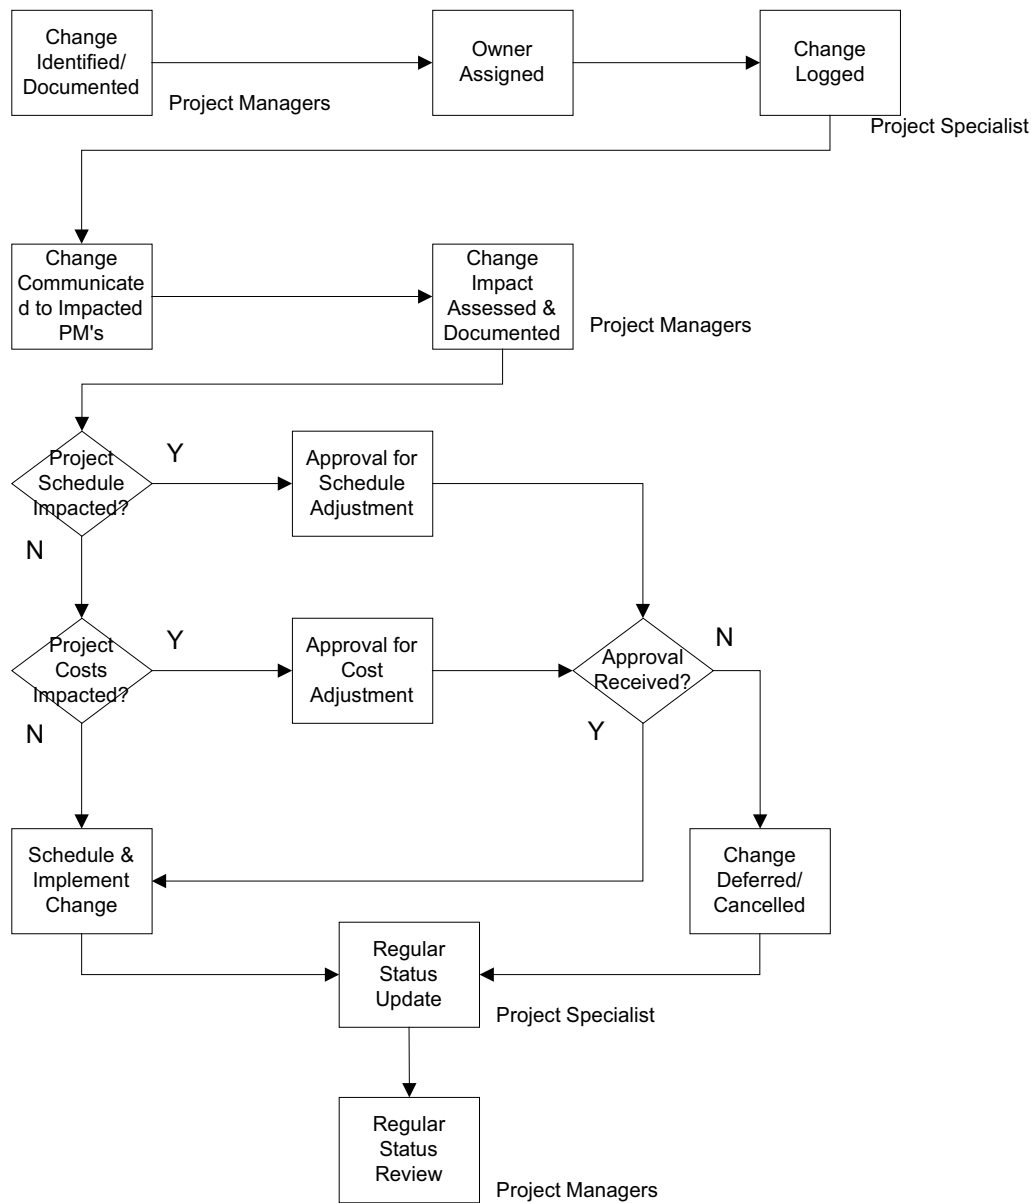 Change
Identified/
Documented
Project Managers
Owner
Assigned
Change
Logged
Project Specialist
Change
Communicate
d to Impacted
PM's
Change
Impact
Assessed &
Documented
Project Managers
Project
Schedule
Impacted?
Y
N
Approval for
Schedule
Adjustment
Project
Costs
Impacted?
Y
N
Approval for
Cost
Adjustment
Approval
Received?
N
Y
Schedule &
Implement
Change
Change
Deferred/
Cancelled
Regular
Status
Update
Project Specialist
Regular
Status
Review
Project Managers